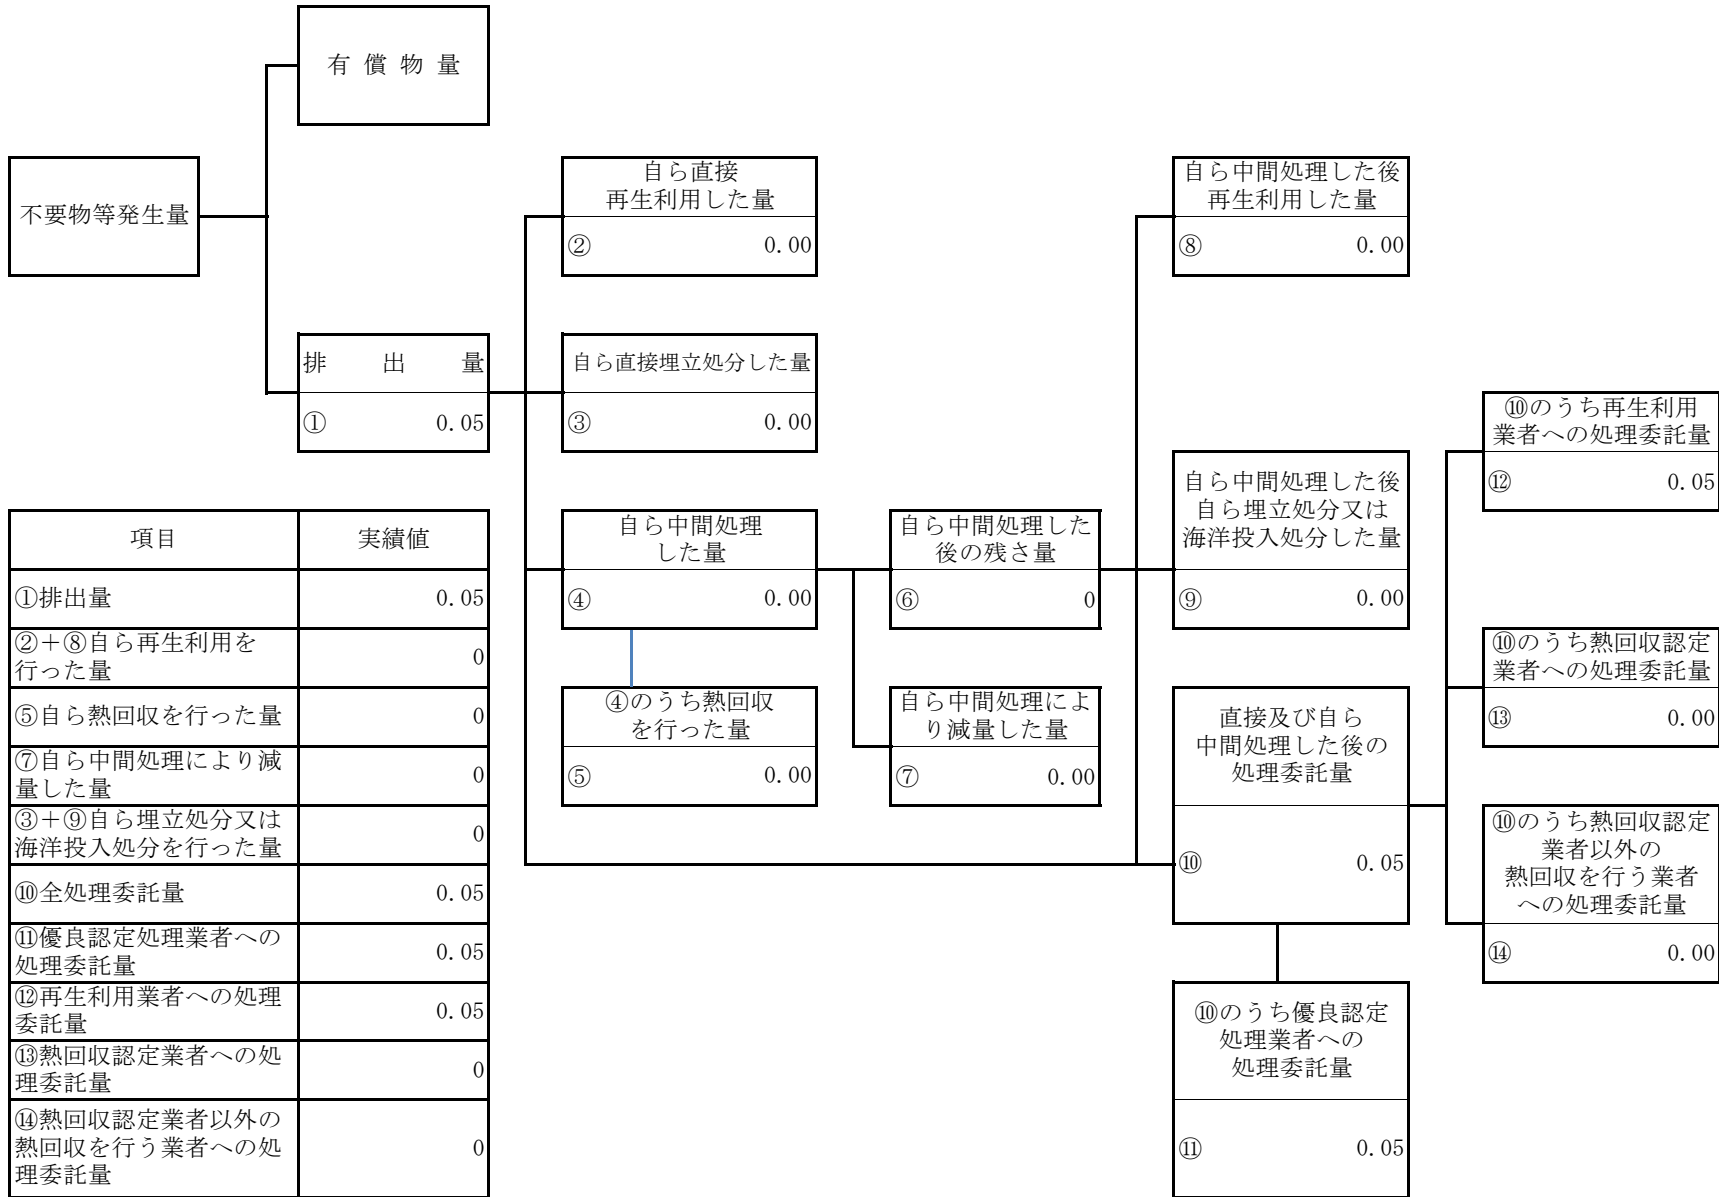 有 償 物 量
不要物等発生量
自ら直接
再生利用した量
② 0.00
自ら中間処理した後
再生利用した量
⑧ 0.00
排 出 量
① 0.05
自ら直接埋立処分した量
③ 0.00
⑩のうち再生利用
業者への処理委託量
⑫ 0.05
自ら中間処理した後
自ら埋立処分又は
海洋投入処分した量
⑨ 0.00
自ら中間処理
した量
④ 0.00
自ら中間処理した
後の残さ量
⑥ 0
⑩のうち熱回収認定
業者への処理委託量
⑬ 0.00
④のうち熱回収
を行った量
⑤ 0.00
自ら中間処理によ
り減量した量
⑦ 0.00
直接及び自ら
中間処理した後の
処理委託量
⑩ 0.05
⑩のうち熱回収認定
業者以外の
熱回収を行う業者
への処理委託量
⑭ 0.00
⑩のうち優良認定
処理業者への
処理委託量
⑪ 0.05
項目 実績値
①排出量 0.05
②＋⑧自ら再生利用を
行った量 0
⑤自ら熱回収を行った量 0
⑦自ら中間処理により減
量した量 0
③＋⑨自ら埋立処分又は
海洋投入処分を行った量 0
⑩全処理委託量 0.05
⑪優良認定処理業者への
処理委託量 0.05
⑫再生利用業者への処理
委託量 0.05
⑬熱回収認定業者への処
理委託量 0
⑭熱回収認定業者以外の
熱回収を行う業者への処
理委託量 0